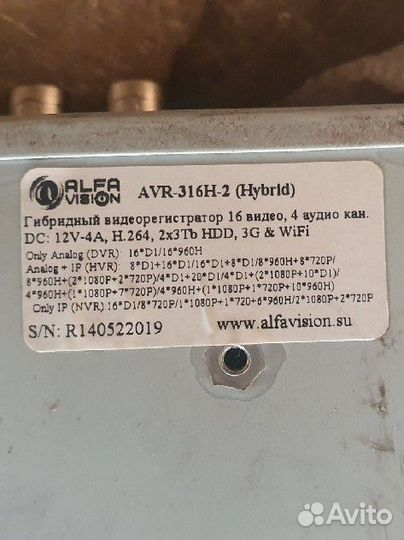 ALFA VISION
AVR-316H-2 (Hybrid)
Гибридный видеорегистратор 16 видео, 4 аудио кан.
DC: 12V-4A, H.264, 2x3Tb HDD, 3G & WiFi
Only Analog (DVR): 16*D1/16*960H
Analog + IP (HVR): 8*D1+16*D1/16*D1+8*D1/8*960H+8*720P/
8*960H+(2*1080P+2*720P)/4*D1+20*D1/4*D1+(2*1080P+10*D1)/
4*960H+(1*1080P+7*720P)/4*960H+(1*1080P+1*720P+10*960H)
Only IP (NVR):16*D1/8*720P/1*1080P+1*720+6*960H/2*1080P+2*720P
S/N: R140522019
www.alfavision.su
Avito